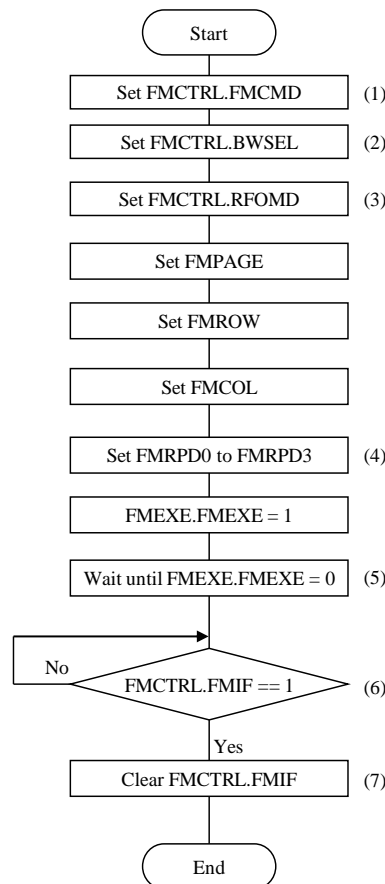 Start
Set FMCTRL.FMCMD (1)
Set FMCTRL.BWSEL (2)
Set FMCTRL.RFOMD (3)
Set FMPAGE
Set FMROW
Set FMCOL
Set FMRPD0 to FMRPD3 (4)
FMEXE.FMEXE = 1
Wait until FMEXE.FMEXE = 0 (5)
No
FMCTRL.FMIF == 1 (6)
Yes
Clear FMCTRL.FMIF (7)
End